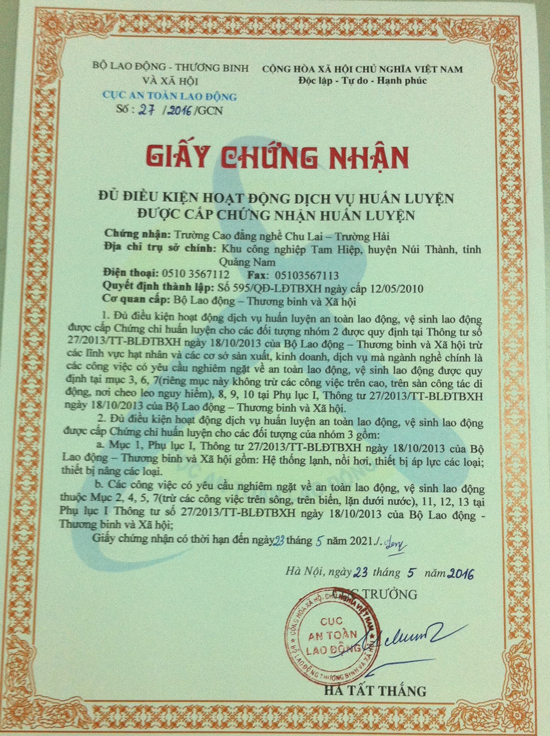 BỘ LAO ĐỘNG - THƯƠNG BINH
VÀ XÃ HỘI
CỤC AN TOÀN LAO ĐỘNG
Số : 27 /2016/GCN
CỘNG HÒA XÃ HỘI CHỦ NGHĨA VIỆT NAM
Độc lập - Tự do - Hạnh phúc
GIẤY CHỨNG NHẬN
ĐỦ ĐIỀU KIỆN HOẠT ĐỘNG DỊCH VỤ HUẤN LUYỆN
ĐƯỢC CẤP CHỨNG NHẬN HUẤN LUYỆN
Chứng nhận: Trường Cao đẳng nghề Chu Lai – Trường Hải
Địa chỉ trụ sở chính: Khu công nghiệp Tam Hiệp, huyện Núi Thành, tỉnh
Quảng Nam
Điện thoại: 0510 3567112 Fax: 05103567113
Quyết định thành lập: Số 595/QĐ-LĐTBXH ngày cấp 12/05/2010
Cơ quan cấp: Bộ Lao động – Thương binh và Xã hội
1. Đủ điều kiện hoạt động dịch vụ huấn luyện an toàn lao động, vệ sinh lao động
được cấp Chứng chỉ huấn luyện cho các đối tượng nhóm 2 được quy định tại Thông tư số
27/2013/TT-BLĐTBXH ngày 18/10/2013 của Bộ Lao động – Thương binh và Xã hội trừ
các lĩnh vực hạt nhân và các cơ sở sản xuất, kinh doanh, dịch vụ mà ngành nghề chính là
các công việc có yêu cầu nghiêm ngặt về an toàn lao động, vệ sinh lao động được quy
định tại mục 3, 6, 7(riêng mục này không trừ các công việc trên cao, trên sàn công tác di
động, nơi cheo leo nguy hiểm), 8, 9, 10 tại Phụ lục I, Thông tư 27/2013/TT-BLĐTBXH
ngày 18/10/2013 của Bộ Lao động – Thương binh và Xã hội.
2. Đủ điều kiện hoạt động dịch vụ huấn luyện an toàn lao động, vệ sinh lao động
được cấp Chứng chỉ huấn luyện cho các đối tượng của nhóm 3 gồm:
a. Mục 1, Phụ lục I, Thông tư 27/2013/TT-BLĐTBXH ngày 18/10/2013 của Bộ
Lao động – Thương binh và Xã hội gồm: Hệ thống lạnh, nồi hơi, thiết bị áp lực các loại;
thiết bị nâng các loại.
b. Các công việc có yêu cầu nghiêm ngặt về an toàn lao động, vệ sinh lao động
thuộc Mục 2, 4, 5, 7(trừ các công việc trên sông, trên biển, lặn dưới nước), 11, 12, 13 tại
Phụ lục I Thông tư số 27/2013/TT-BLĐTBXH ngày 18/10/2013 của Bộ Lao động -
Thương binh và Xã hội;
Giấy chứng nhận có thời hạn đến ngày 23 tháng 5 năm 2021./.
Hà Nội, ngày 23 tháng 5 năm 2016
CỤC TRƯỞNG
CỤC
AN TOÀN
LAO ĐỘNG
HÀ TẤT THẮNG